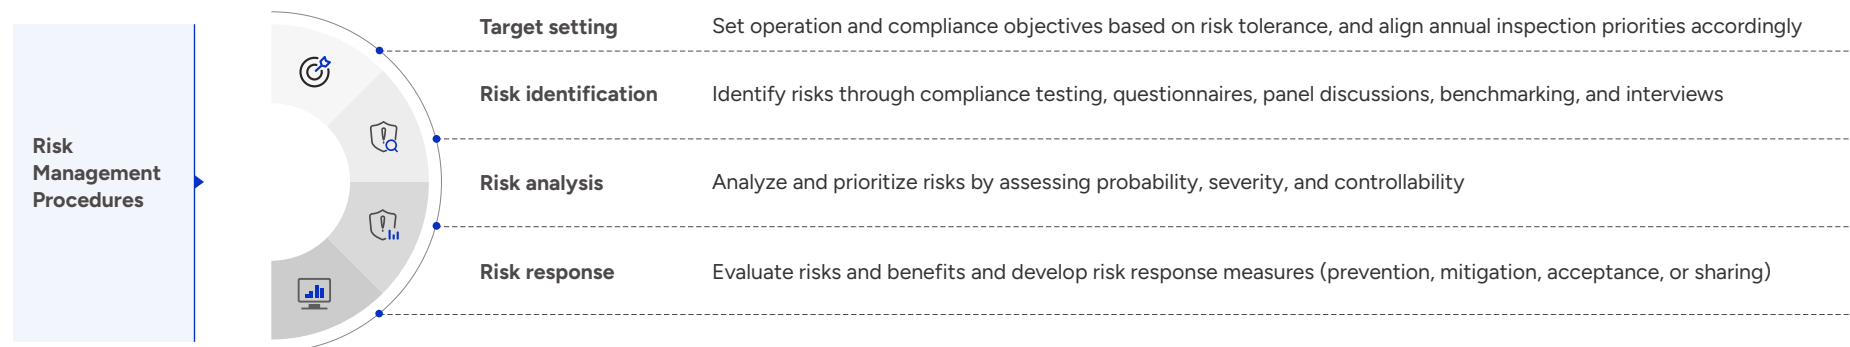 Risk
Management
Procedures
Target setting
Set operation and compliance objectives based on risk tolerance, and align annual inspection priorities accordingly
Risk identification
Identify risks through compliance testing, questionnaires, panel discussions, benchmarking, and interviews
Risk analysis
Analyze and prioritize risks by assessing probability, severity, and controllability
Risk response
Evaluate risks and benefits and develop risk response measures (prevention, mitigation, acceptance, or sharing)